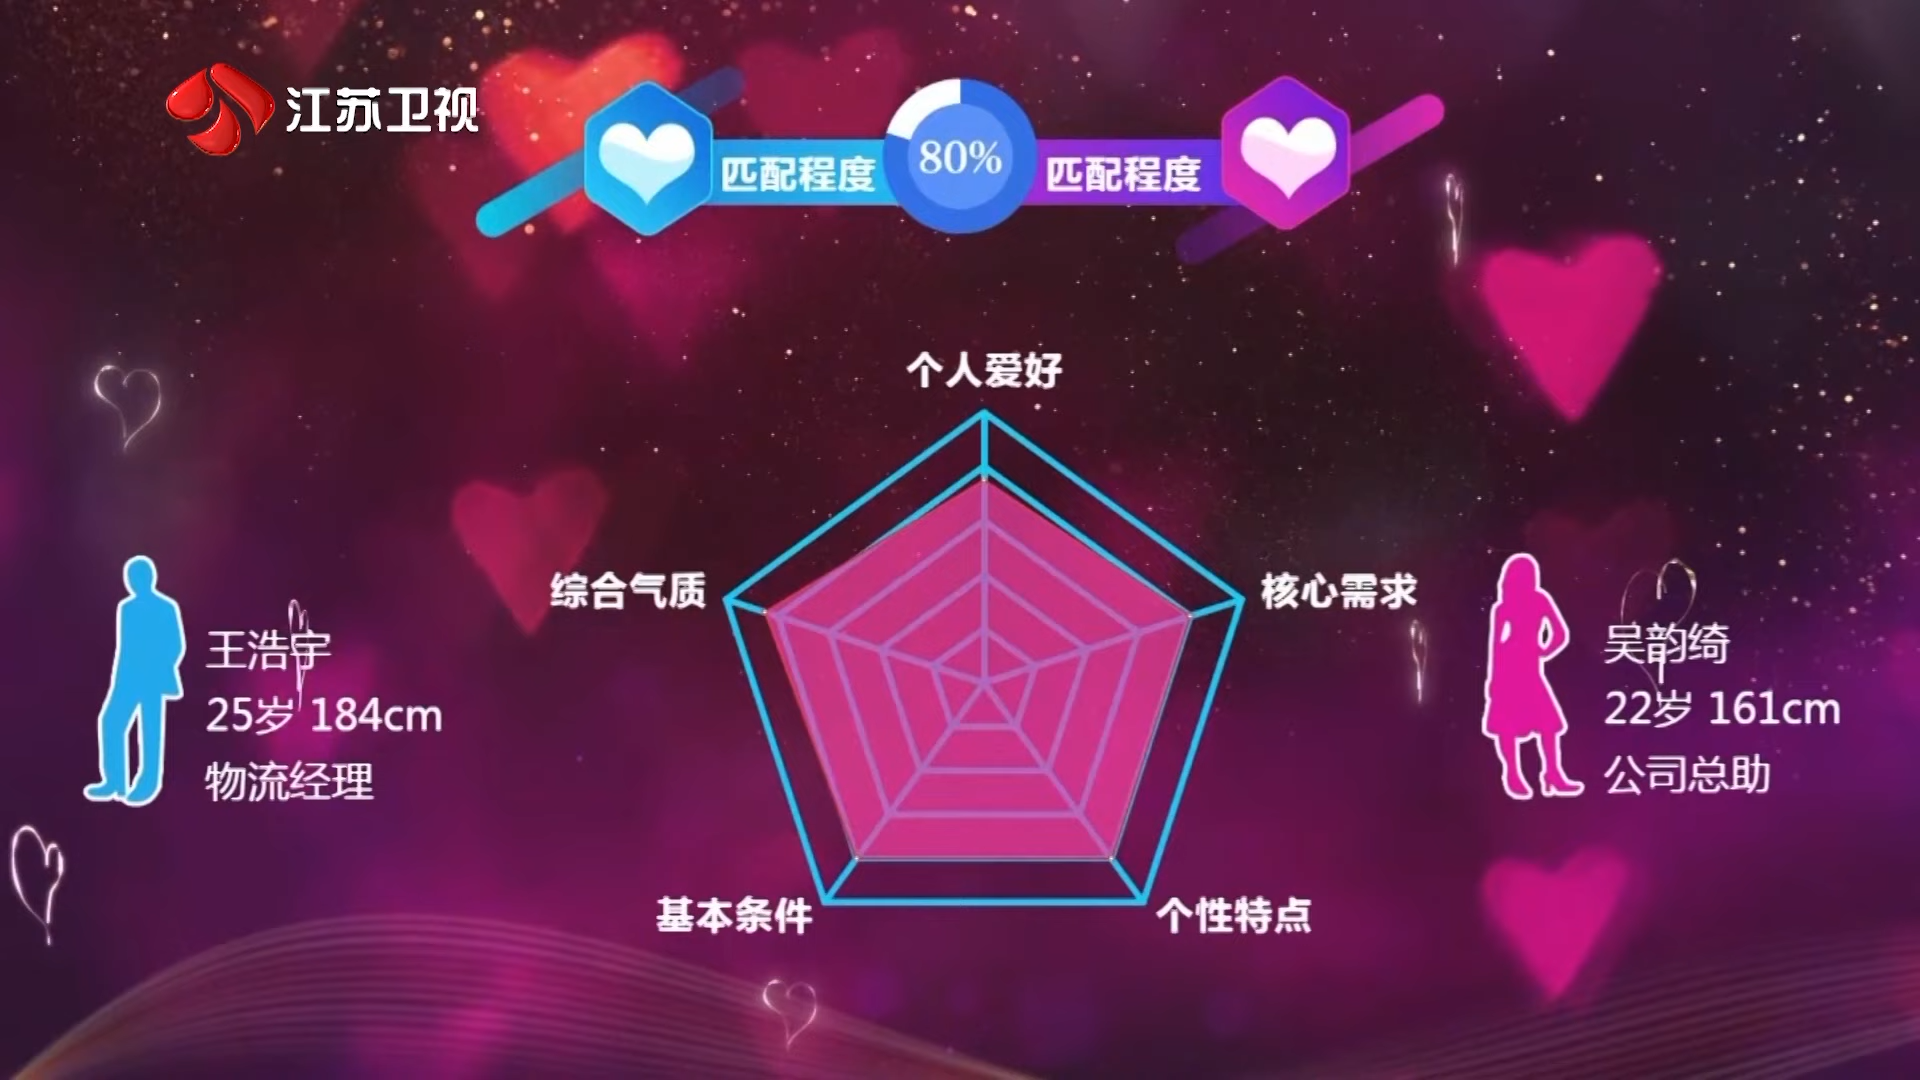 江苏卫视
匹配程度
80%
匹配程度
个人爱好
综合气质
核心需求
王浩宇
25岁 184cm
物流经理
吴韵绮
22岁 161cm
公司总助
基本条件
个性特点